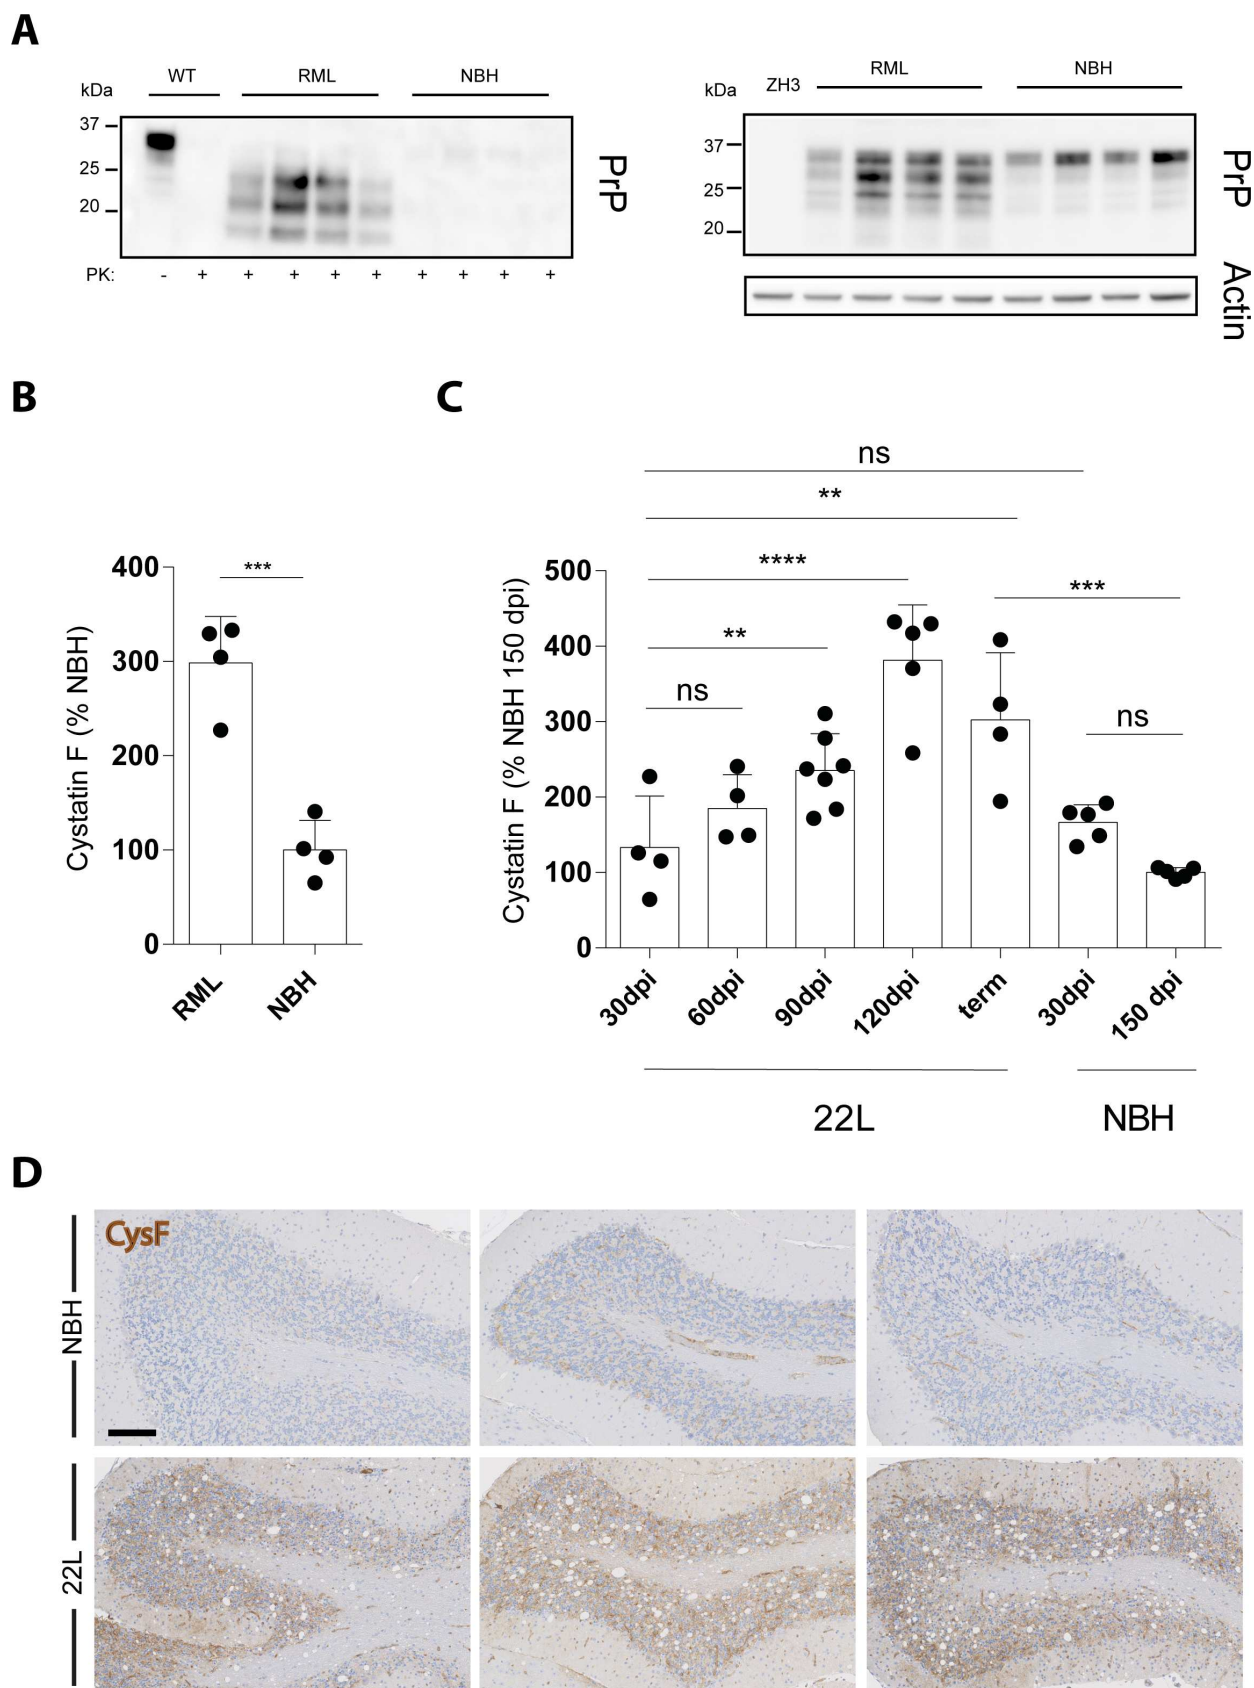 A
WT RML NBH
kDa
37
25
20
PrP
PK: - + + + + + + + + +
kDa ZH3 RML NBH
37
25
20
PrP
Actin
B
Cystatin F (% NBH)
400
300
200
100
0
***
RML NBH
C
Cystatin F (% NBH 150 dpi)
500
400
300
200
100
0
ns
**
****
***
**
ns
ns
30dpi 60dpi 90dpi 120dpi term 30dpi 150 dpi
22L NBH
D
NBH
CysF
22L